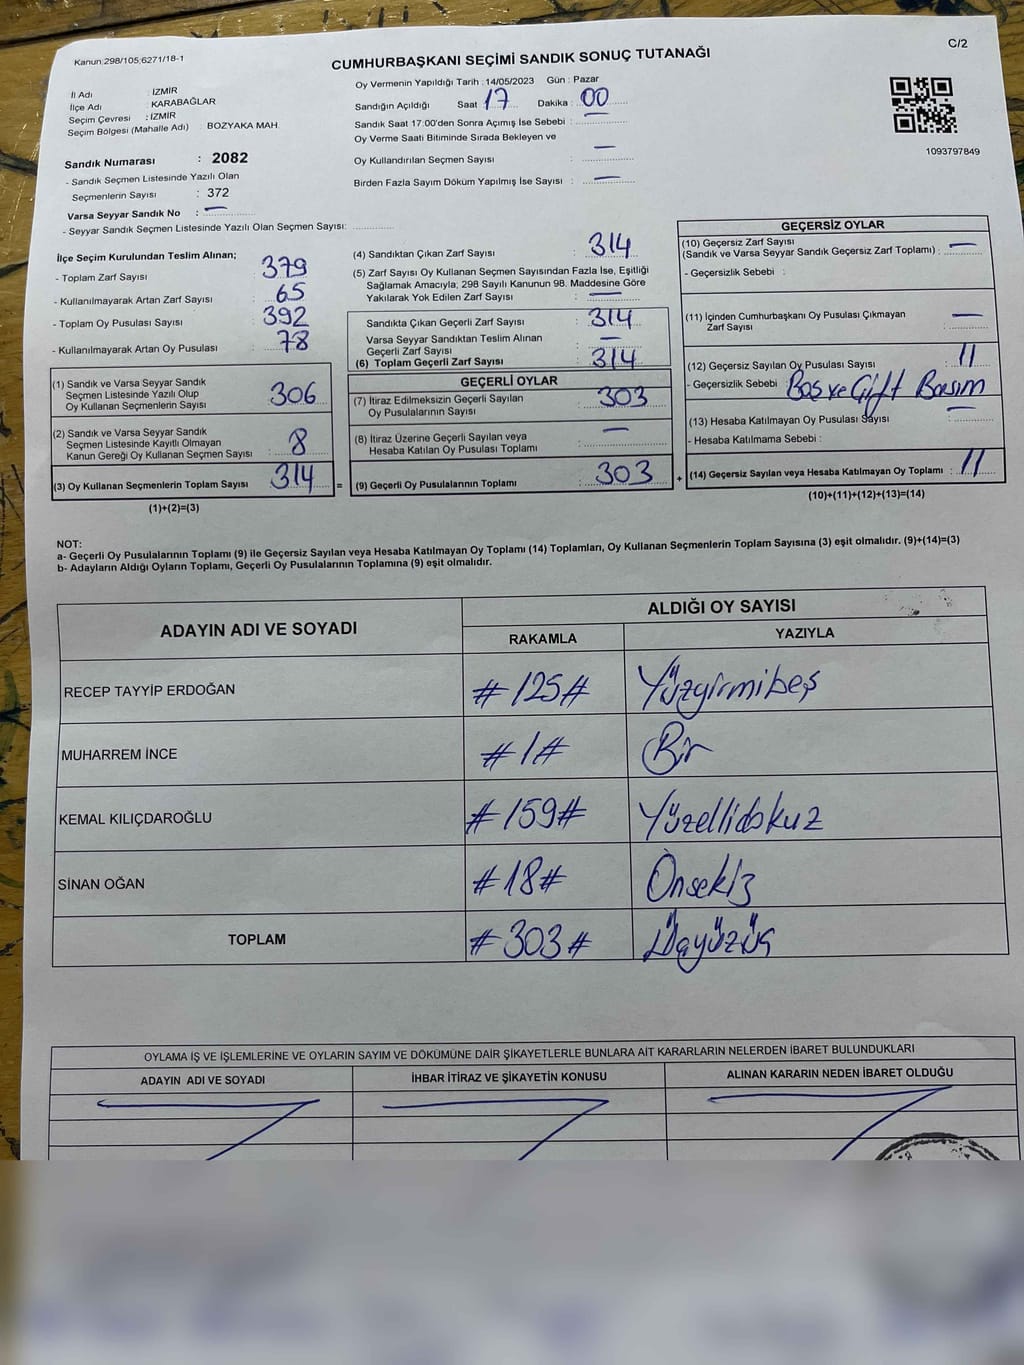 Kanun:298/105;6271/18-1
C/2
CUMHURBAŞKANI SEÇİMİ SANDIK SONUÇ TUTANAĞI
İl Adı : İZMİR
İlçe Adı : KARABAĞLAR
Seçim Çevresi : İZMİR
Seçim Bölgesi (Mahalle Adı) : BOZYAKA MAH.
Sandık Numarası : 2082
- Sandık Seçmen Listesinde Yazılı Olan
Seçmenlerin Sayısı : 372
Varsa Seyyar Sandık No : —
- Seyyar Sandık Seçmen Listesinde Yazılı Olan Seçmen Sayısı:
Oy Vermenin Yapıldığı Tarih : 14/05/2023 Gün : Pazar
Sandığın Açıldığı Saat : 17 Dakika : 00
Sandık Saat 17.00'den Sonra Açımış İse Sebebi : —
Oy Verme Saati Bitiminde Sırada Bekleyen ve
Oy Kullandırılan Seçmen Sayısı : —
Birden Fazla Sayım Döküm Yapılmış İse Sayısı : —
1093797849
İlçe Seçim Kurulundan Teslim Alınan;
- Toplam Zarf Sayısı : 379
- Kullanılmayarak Artan Zarf Sayısı : 65
- Toplam Oy Pusulası Sayısı : 392
- Kullanılmayarak Artan Oy Pusulası : 78
(1) Sandık ve Varsa Seyyar Sandık
Seçmen Listesinde Yazılı Olup
Oy Kullanan Seçmenlerin Sayısı : 306
(2) Sandık ve Varsa Seyyar Sandık
Seçmen Listesinde Kayıtlı Olmayan
Kanun Gereği Oy Kullanan Seçmen Sayısı : 8
(3) Oy Kullanan Seçmenlerin Toplam Sayısı : 314 =
(1)+(2)=(3)
(4) Sandıktan Çıkan Zarf Sayısı : 314
(5) Zarf Sayısı Oy Kullanan Seçmen Sayısından Fazla İse, Eşitliği
Sağlamak Amacıyla; 298 Sayılı Kanunun 98. Maddesine Göre
Yakılarak Yok Edilen Zarf Sayısı : —
Sandıkta Çıkan Geçerli Zarf Sayısı : 314
Varsa Seyyar Sandıktan Teslim Alınan
Geçerli Zarf Sayısı : —
(6) Toplam Geçerli Zarf Sayısı : 314
GEÇERLİ OYLAR
(7) İtiraz Edilmeksizin Geçerli Sayılan
Oy Pusulalarının Sayısı : 303
(8) İtiraz Üzerine Geçerli Sayılan veya
Hesaba Katılan Oy Pusulası Toplamı : —
(9) Geçerli Oy Pusulalarının Toplamı : 303 +
GEÇERSİZ OYLAR
(10) Geçersiz Zarf Sayısı
(Sandık ve Varsa Seyyar Sandık Geçersiz Zarf Toplamı) : —
- Geçersizlik Sebebi :
(11) İçinden Cumhurbaşkanı Oy Pusulası Çıkmayan
Zarf Sayısı : —
(12) Geçersiz Sayılan Oy Pusulası Sayısı : 11
- Geçersizlik Sebebi : Boş ve Çift Basım
(13) Hesaba Katılmayan Oy Pusulası Sayısı : —
- Hesaba Katılmama Sebebi :
(14) Geçersiz Sayılan veya Hesaba Katılmayan Oy Toplamı : 11
(10)+(11)+(12)+(13)=(14)
NOT:
a- Geçerli Oy Pusulalarının Toplamı (9) ile Geçersiz Sayılan veya Hesaba Katılmayan Oy Toplamı (14) Toplamları, Oy Kullanan Seçmenlerin Toplam Sayısına (3) eşit olmalıdır. (9)+(14)=(3)
b- Adayların Aldığı Oyların Toplamı, Geçerli Oy Pusulalarının Toplamına (9) eşit olmalıdır.
ADAYIN ADI VE SOYADI
ALDIĞI OY SAYISI
RAKAMLA YAZIYLA
RECEP TAYYİP ERDOĞAN #125# Yüzyirmibeş
MUHARREM İNCE #1# Bir
KEMAL KILIÇDAROĞLU #159# Yüzellidokuz
SİNAN OĞAN #18# Onsekiz
TOPLAM #303# Üçyüzüç
OYLAMA İŞ VE İŞLEMLERİNE VE OYLARIN SAYIM VE DÖKÜMÜNE DAİR ŞİKAYETLERLE BUNLARA AİT KARARLARIN NELERDEN İBARET BULUNDUKLARI
ADAYIN ADI VE SOYADI İHBAR İTİRAZ VE ŞİKAYETİN KONUSU ALINAN KARARIN NEDEN İBARET OLDUĞU